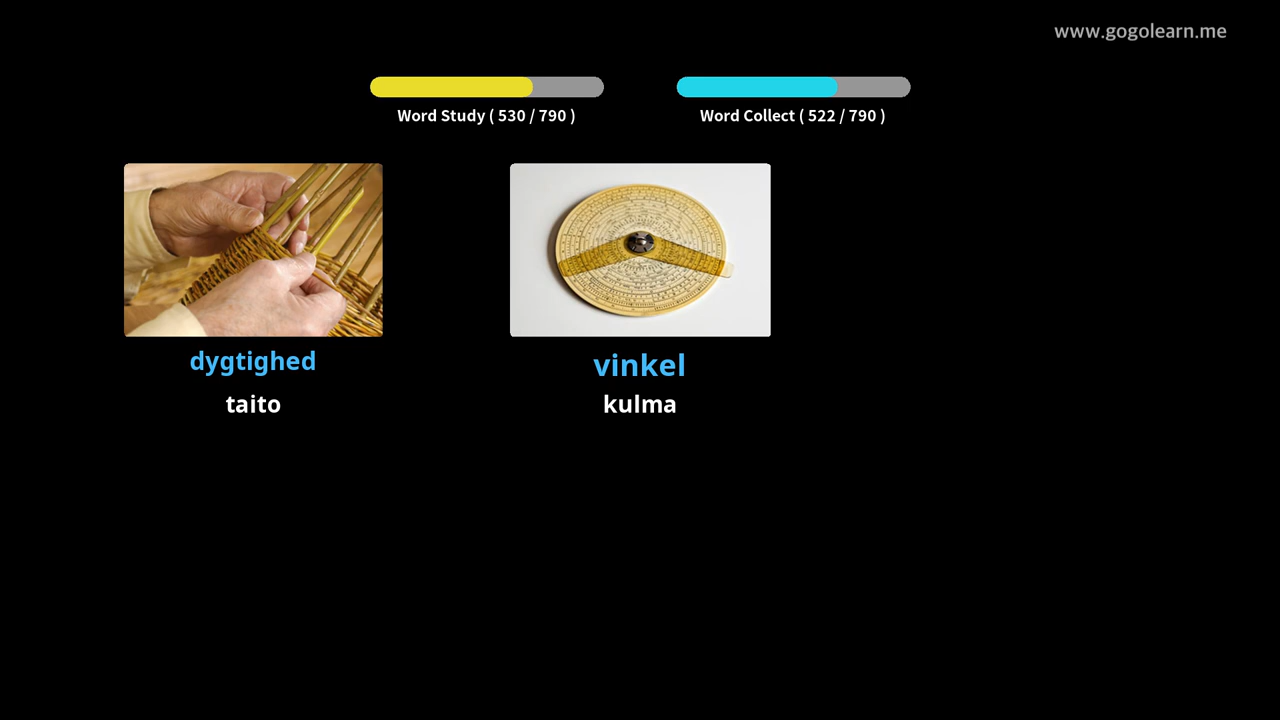 www.gogolearn.me
Word Study ( 530 / 790 )
Word Collect ( 522 / 790 )
dygtighed
taito
vinkel
kulma